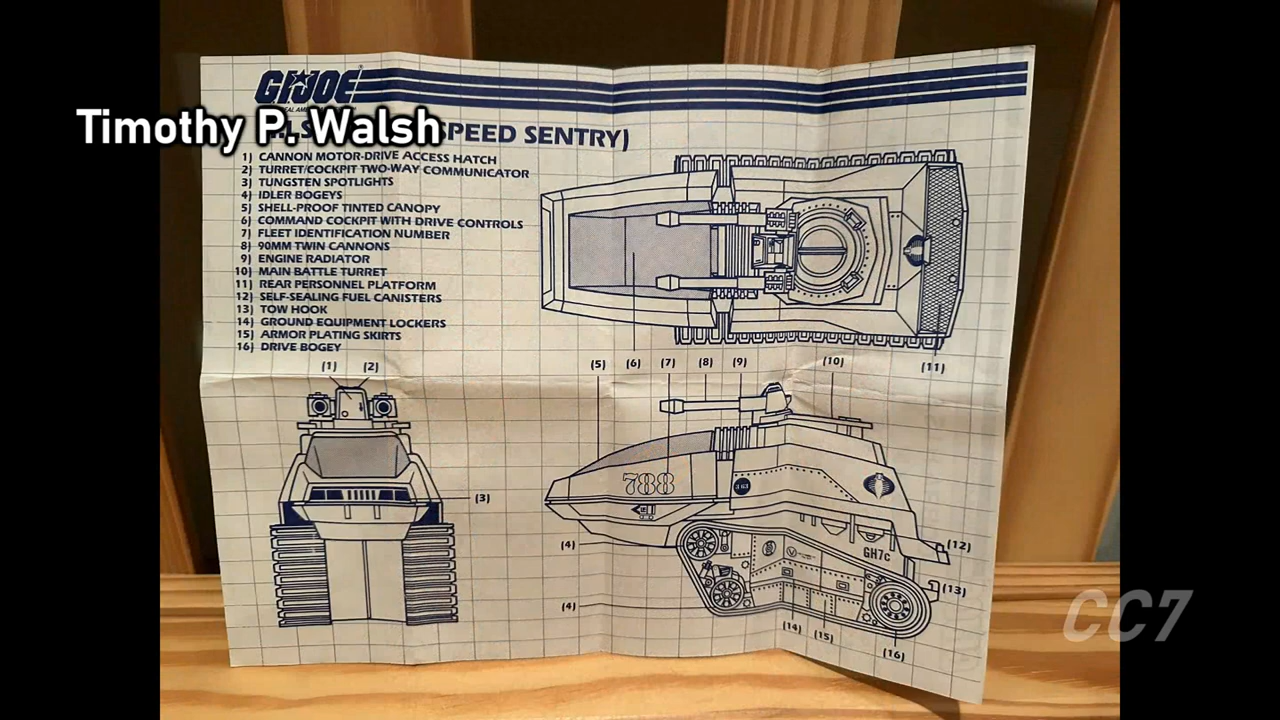 G.I.JOE
Timothy P. Walsh
SPEED SENTRY)
1) CANNON MOTOR-DRIVE ACCESS HATCH
2) TURRET/COCKPIT TWO-WAY COMMUNICATOR
3) TUNGSTEN SPOTLIGHTS
4) IDLER BOGEYS
5) SHELL-PROOF TINTED CANOPY
6) COMMAND COCKPIT WITH DRIVE CONTROLS
7) FLEET IDENTIFICATION NUMBER
8) 90MM TWIN CANNONS
9) ENGINE RADIATOR
10) MAIN BATTLE TURRET
11) REAR PERSONNEL PLATFORM
12) SELF-SEALING FUEL CANISTERS
13) TOW HOOK
14) GROUND EQUIPMENT LOCKERS
15) ARMOR PLATING SKIRTS
16) DRIVE BOGEY
(1) (2)
(5) (6) (7) (8) (9) (10) (11)
788
(3)
(4)
GH7c
(12)
(13)
(4)
(14) (15)
(16)
CC7